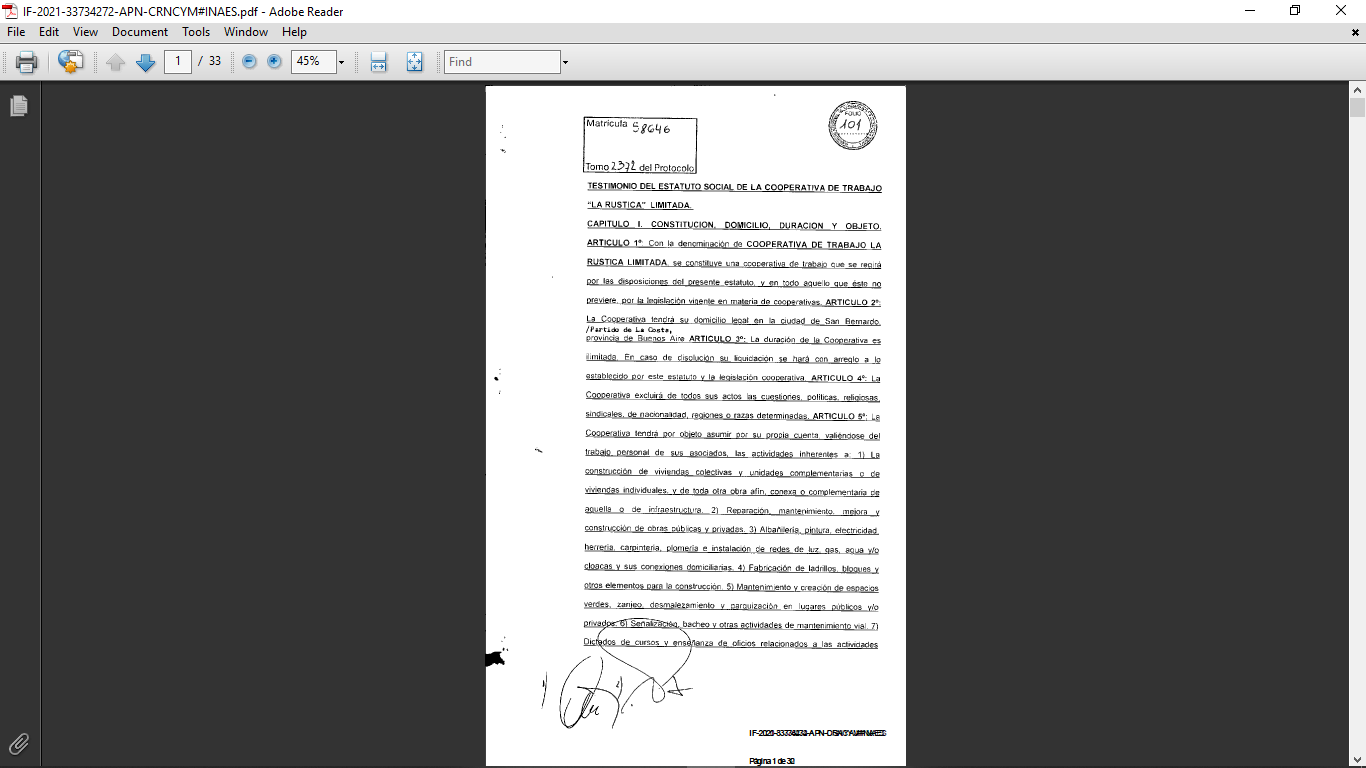 IF-2021-33734272-APN-CRNCYM#INAES.pdf - Adobe Reader
File Edit View Document Tools Window Help
1 / 33 45% Find
FOLIO
101
Matrícula 58646
Tomo 2372 del Protocolo
TESTIMONIO DEL ESTATUTO SOCIAL DE LA COOPERATIVA DE TRABAJO
"LA RUSTICA" LIMITADA.
CAPITULO I. CONSTITUCION, DOMICILIO, DURACION Y OBJETO.
ARTICULO 1º: Con la denominación de COOPERATIVA DE TRABAJO LA
RUSTICA LIMITADA, se constituye una cooperativa de trabajo que se regirá
por las disposiciones del presente estatuto, y en todo aquello que éste no
previere, por la legislación vigente en materia de cooperativas. ARTICULO 2º:
La Cooperativa tendrá su domicilio legal en la ciudad de San Bernardo,
/Partido de La Costa,
provincia de Buenos Aire ARTICULO 3º: La duración de la Cooperativa es
ilimitada. En caso de disolución su liquidación se hará con arreglo a lo
establecido por este estatuto y la legislación cooperativa. ARTICULO 4º: La
Cooperativa excluirá de todos sus actos las cuestiones, políticas, religiosas,
sindicales, de nacionalidad, regiones o razas determinadas. ARTICULO 5º: La
Cooperativa tendrá por objeto asumir por su propia cuenta, valiéndose del
trabajo personal de sus asociados, las actividades inherentes a: 1) La
construcción de viviendas colectivas y unidades complementarias o de
viviendas individuales, y de toda otra obra afín, conexa o complementaria de
aquella o de infraestructura. 2) Reparación, mantenimiento, mejora y
construcción de obras públicas y privadas. 3) Albañilería, pintura, electricidad,
herrería, carpintería, plomería e instalación de redes de luz, gas, agua y/o
cloacas y sus conexiones domiciliarias. 4) Fabricación de ladrillos, bloques y
otros elementos para la construcción. 5) Mantenimiento y creación de espacios
verdes, zanjeo, desmalezamiento y parquización en lugares públicos y/o
privados. 6) Señalización, bacheo y otras actividades de mantenimiento vial. 7)
Dictados de cursos y enseñanza de oficios relacionados a las actividades
Página 1 de